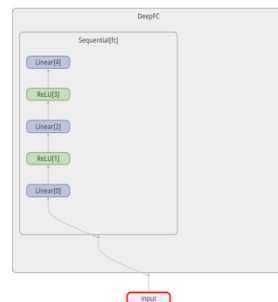 DeepFC
Sequential[fc]
Linear[4]
ReLU[3]
Linear[2]
ReLU[1]
Linear[0]
input